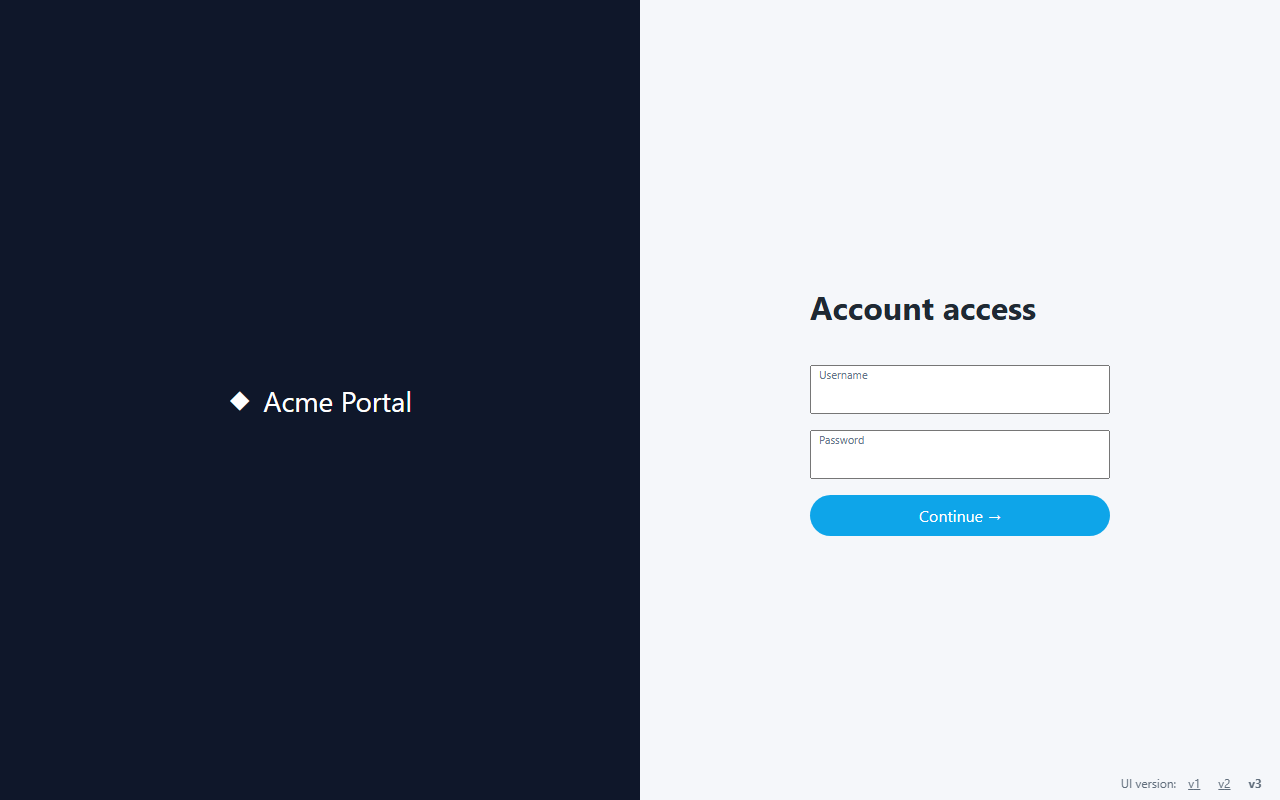 ◆ Acme Portal
Account access
Username
Password
Continue →
UI version: v1 v2 v3